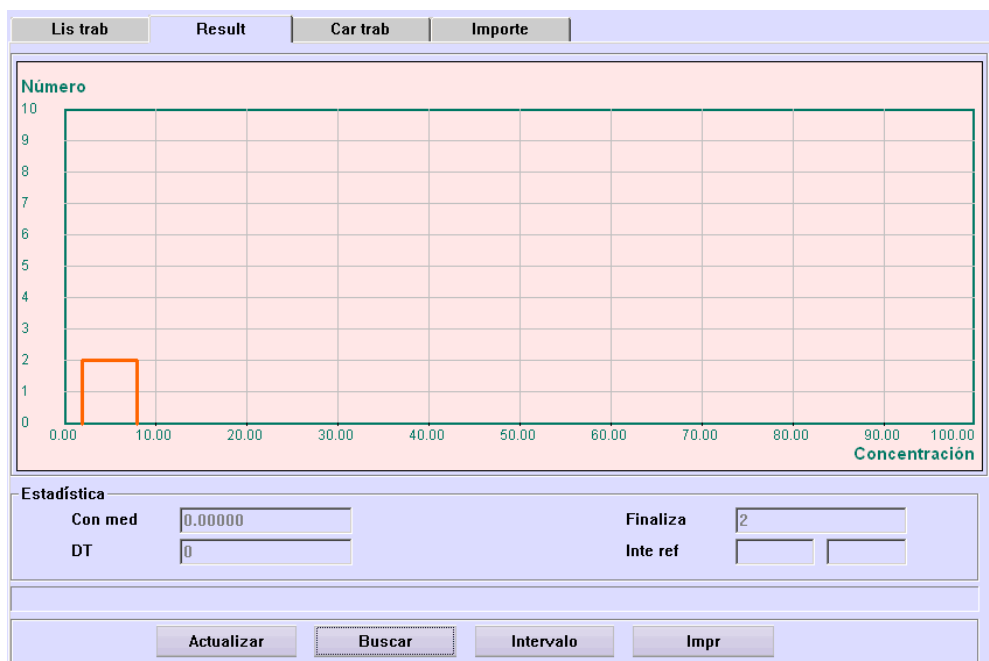 Lis trab Result Car trab Importe
Número
10
9
8
7
6
5
4
3
2
1
0
0.00 10.00 20.00 30.00 40.00 50.00 60.00 70.00 80.00 90.00 100.00
Concentración
Estadística
Con med 0.00000 Finaliza 2
DT 0 Inte ref
Actualizar Buscar Intervalo Impr